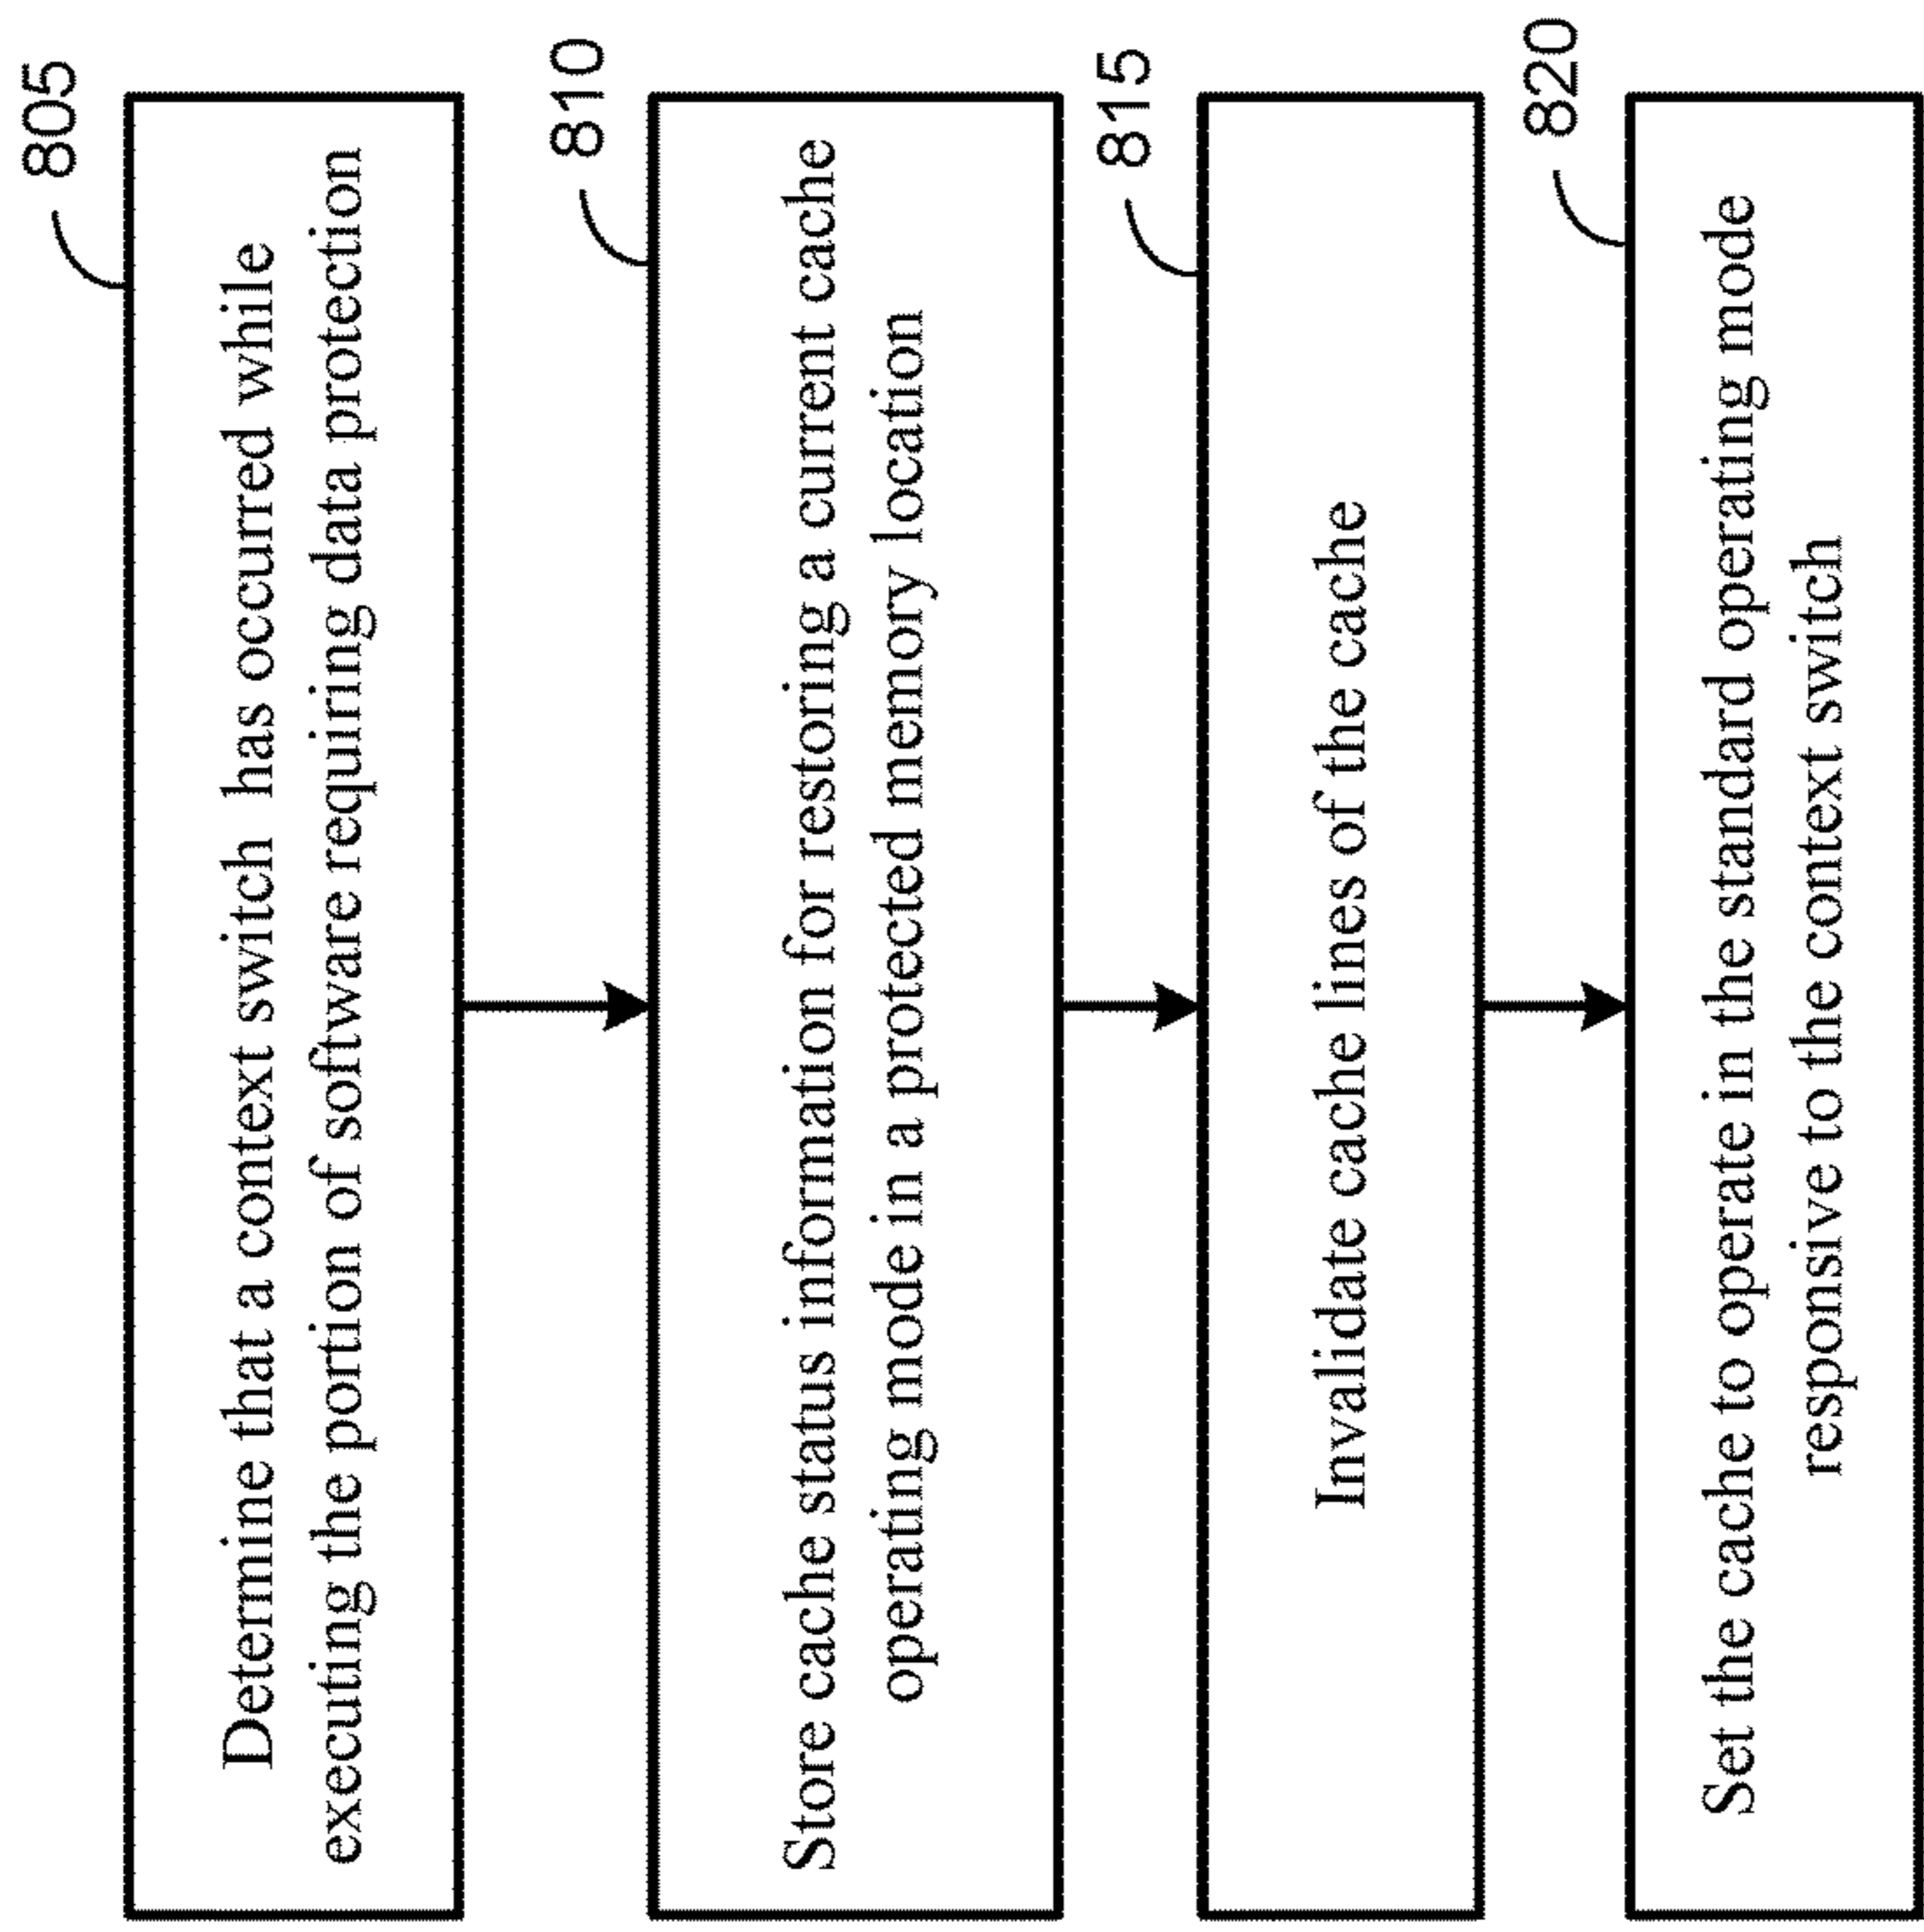 805
Determine that a context switch has occurred while
executing the portion of software requiring data protection
810
Store cache status information for restoring a current cache
operating mode in a protected memory location
815
Invalidate cache lines of the cache
820
Set the cache to operate in the standard operating mode
responsive to the context switch